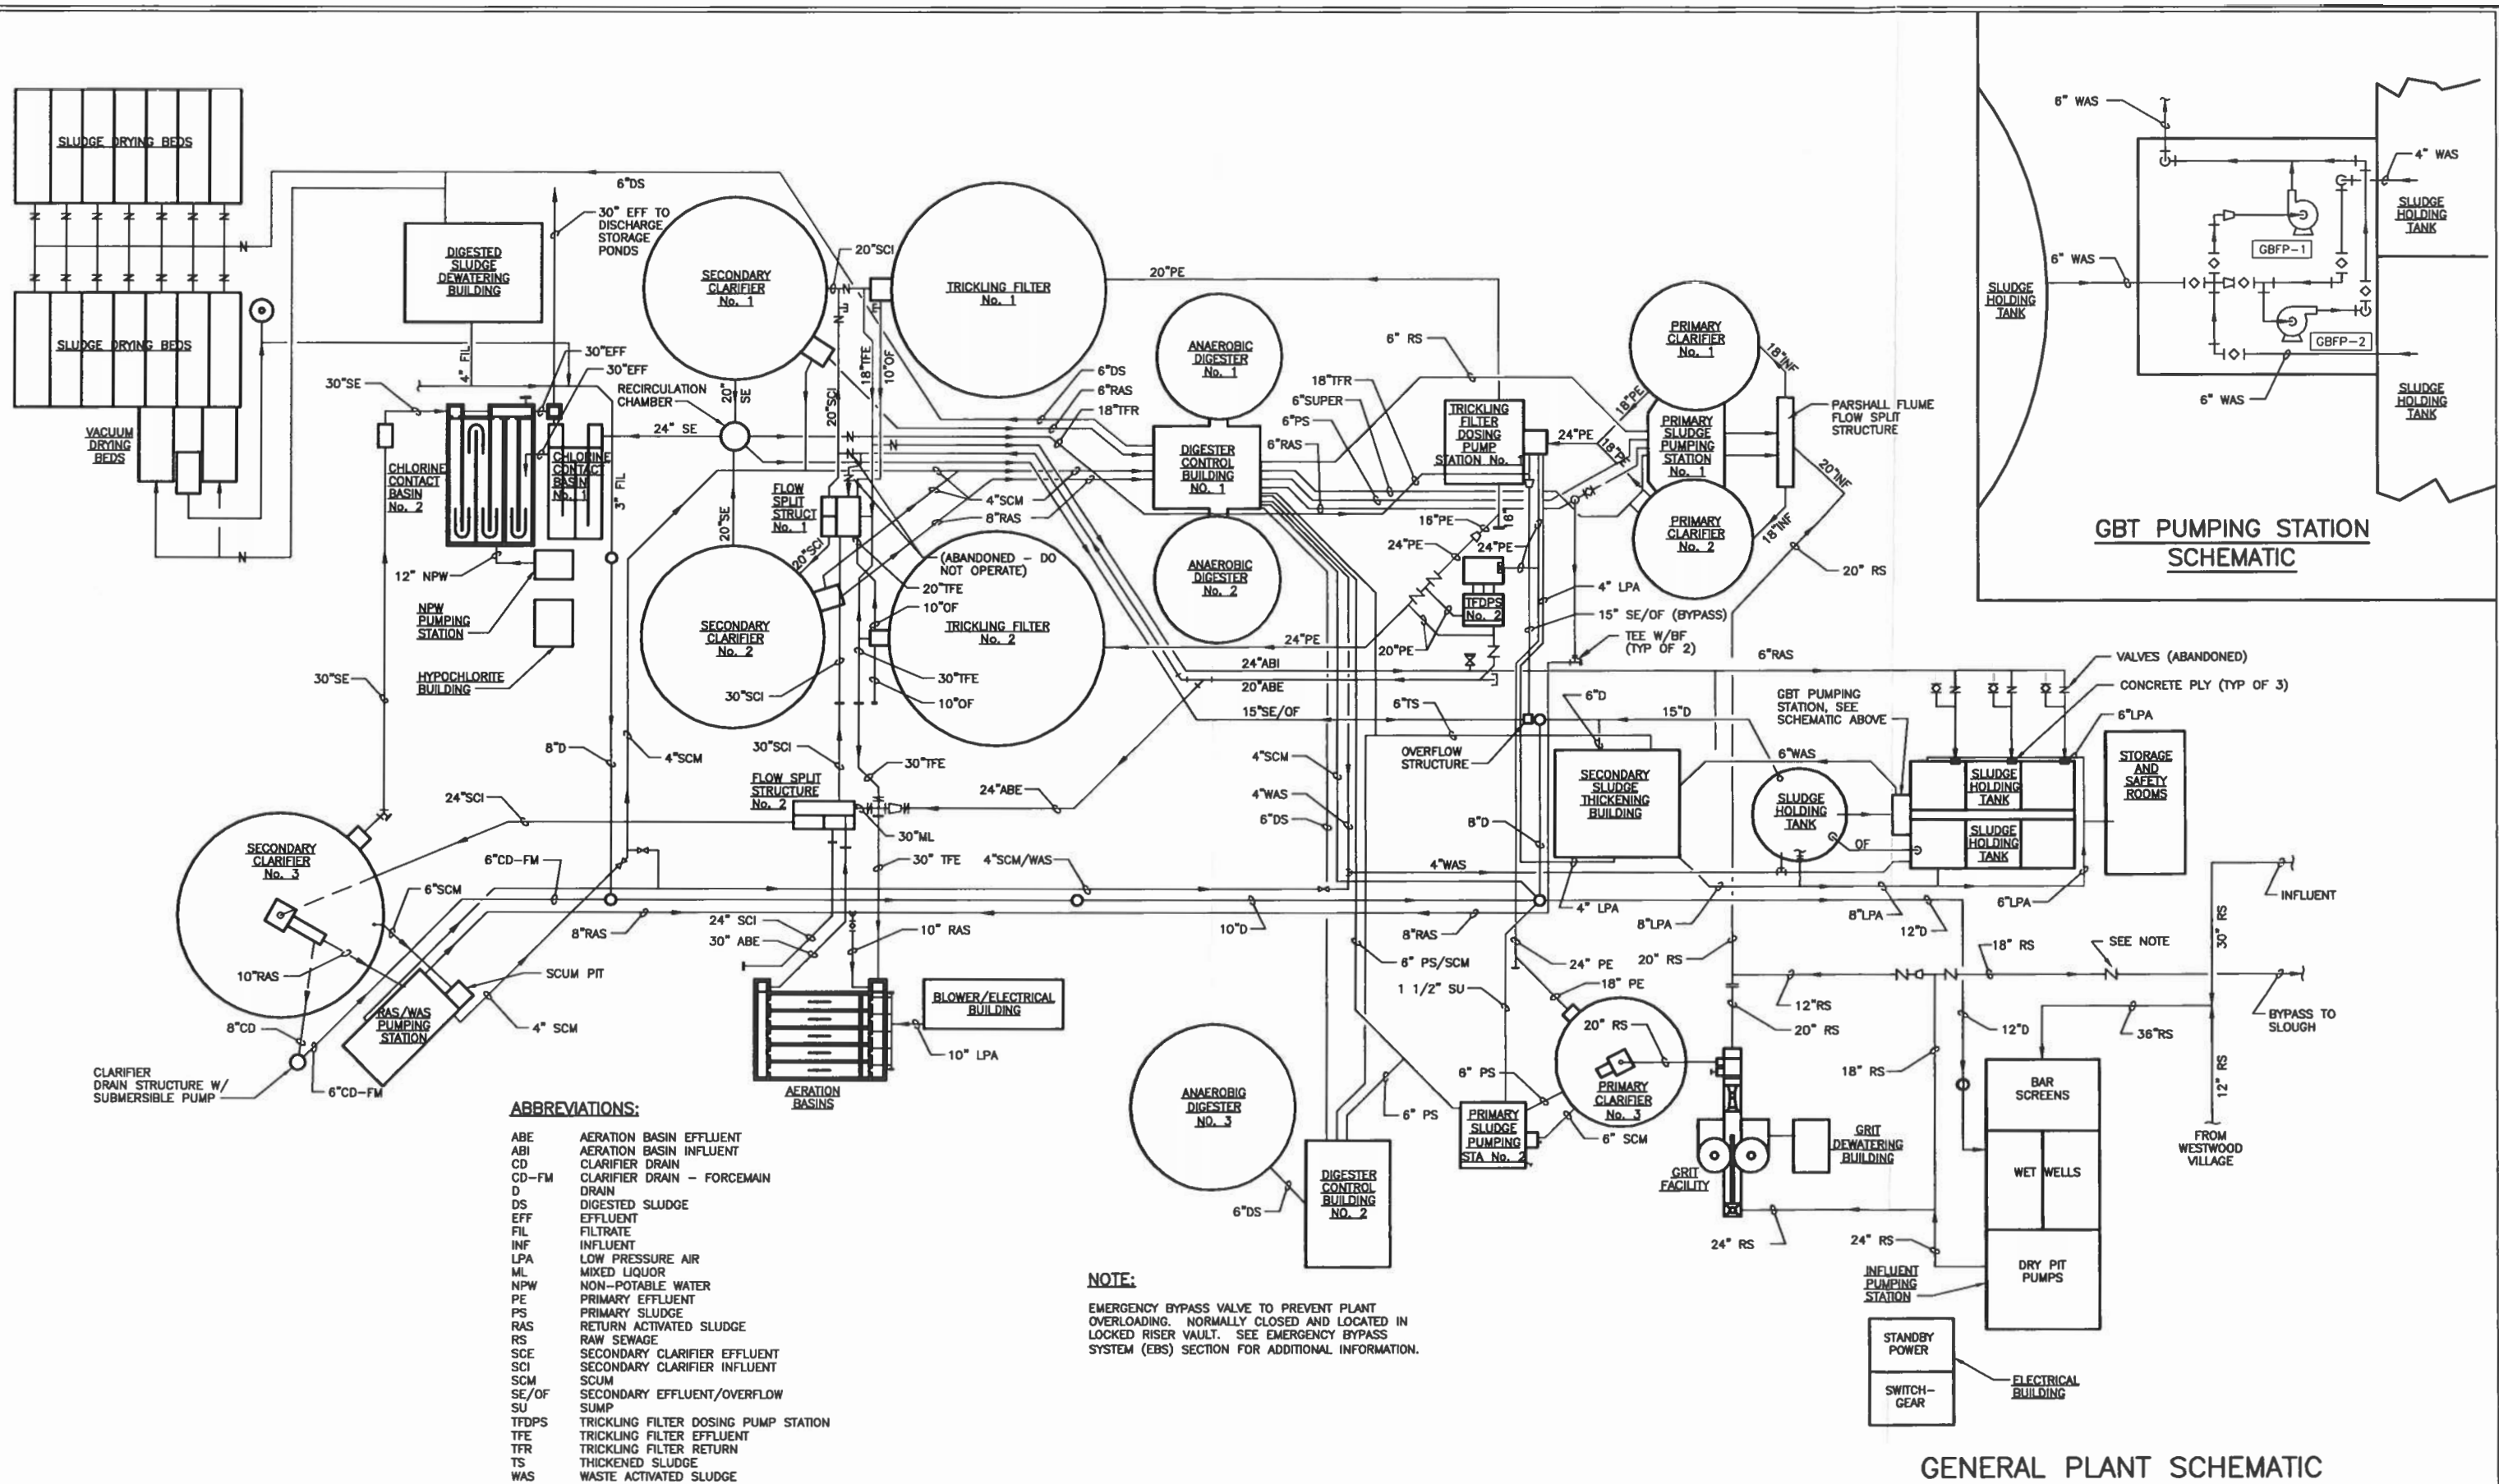 6" WAS
4" WAS
SLUDGE
HOLDING
TANK
GBFP-1
6" WAS
SLUDGE
HOLDING
TANK
GBFP-2
SLUDGE
HOLDING
TANK
6" WAS
GBT PUMPING STATION
SCHEMATIC
SLUDGE DRYING BEDS
6"DS
30" EFF TO
DISCHARGE
STORAGE
PONDS
DIGESTED
SLUDGE
DEWATERING
BUILDING
SECONDARY
CLARIFIER
No. 1
20"SCI
TRICKLING FILTER
No. 1
20"PE
SLUDGE DRYING BEDS
4" FIL
30"EFF
30"EFF
30"SE
RECIRCULATION
CHAMBER
20"
SE
20"SCI
18"TFE
10"OF
6"DS
6"RAS
18"TFR
ANAEROBIC
DIGESTER
No. 1
6" RS
18"TFR
6"SUPER
6"PS
6"RAS
TRICKLING
FILTER
DOSING
PUMP
STATION No. 1
PRIMARY
CLARIFIER
No. 1
18"INF
18"PE
PARSHALL FLUME
FLOW SPLIT
STRUCTURE
VACUUM
DRYING
BEDS
24" SE
DIGESTER
CONTROL
BUILDING
NO. 1
24"PE
18"PE
PRIMARY
SLUDGE
PUMPING
STATION
No. 1
20"INF
CHLORINE
CONTACT
BASIN
No. 2
CHLORINE
CONTACT
BASIN
No. 1
3" FIL
FLOW
SPLIT
STRUCT
No. 1
4"SCM
8"RAS
16"PE
16"
18"INF
20"SE
20"SCI
PRIMARY
CLARIFIER
No. 2
24"PE
24"PE
(ABANDONED - DO
NOT OPERATE)
ANAEROBIC
DIGESTER
No. 2
20" RS
12" NPW
20"TFE
4" LPA
NPW
PUMPING
STATION
10"OF
TFDPS
No. 2
15" SE/OF (BYPASS)
SECONDARY
CLARIFIER
No. 2
TRICKLING FILTER
No. 2
24"PE
20"PE
TEE W/BF
(TYP OF 2)
6"RAS
VALVES (ABANDONED)
HYPOCHLORITE
BUILDING
30"SE
30"SCI
30"TFE
10"OF
24"ABI
20"ABE
6"D
GBT PUMPING
STATION, SEE
SCHEMATIC ABOVE
CONCRETE PLY (TYP OF 3)
15"SE/OF
6"TS
15"D
6"LPA
8"D
4"SCM
30"SCI
30"TFE
4"SCM
OVERFLOW
STRUCTURE
6"WAS
FLOW SPLIT
STRUCTURE
No. 2
SECONDARY
SLUDGE
THICKENING
BUILDING
SLUDGE
HOLDING
TANK
SLUDGE
HOLDING
TANK
STORAGE
AND
SAFETY
ROOMS
24"SCI
24"ABE
4"WAS
6"DS
8"D
SLUDGE
HOLDING
TANK
30"ML
OF
SECONDARY
CLARIFIER
No. 3
6"CD-FM
30" TFE
4"SCM/WAS
4"WAS
6"SCM
INFLUENT
24" SCI
30" ABE
10" RAS
4" LPA
8"LPA
8"LPA
6"LPA
8"RAS
10"D
8"RAS
12"D
30" RS
SEE NOTE
18" RS
10"RAS
SCUM PIT
6" PS/SCM
24" PE
20" RS
1 1/2" SU
18" PE
12"RS
BLOWER/ELECTRICAL
BUILDING
RAS/WAS
PUMPING
STATION
8"CD
4" SCM
20" RS
20" RS
12"D
36"RS
BYPASS TO
SLOUGH
10" LPA
CLARIFIER
DRAIN STRUCTURE W/
SUBMERSIBLE PUMP
6"CD-FM
AERATION
BASINS
ANAEROBIG
DIGESTER
NO. 3
6" PS
6" PS
PRIMARY
CLARIFIER
No. 3
18" RS
BAR
SCREENS
12" RS
PRIMARY
SLUDGE
PUMPING
STA No. 2
6" SCM
GRIT
DEWATERING
BUILDING
FROM
WESTWOOD
VILLAGE
GRIT
FACILITY
WET WELLS
DIGESTER
CONTROL
BUILDING
NO. 2
6"DS
24" RS
24" RS
DRY PIT
PUMPS
INFLUENT
PUMPING
STATION
STANDBY
POWER
SWITCH-
GEAR
ELECTRICAL
BUILDING
ABBREVIATIONS:
ABE AERATION BASIN EFFLUENT
ABI AERATION BASIN INFLUENT
CD CLARIFIER DRAIN
CD-FM CLARIFIER DRAIN - FORCEMAIN
D DRAIN
DS DIGESTED SLUDGE
EFF EFFLUENT
FIL FILTRATE
INF INFLUENT
LPA LOW PRESSURE AIR
ML MIXED LIQUOR
NPW NON-POTABLE WATER
PE PRIMARY EFFLUENT
PS PRIMARY SLUDGE
RAS RETURN ACTIVATED SLUDGE
RS RAW SEWAGE
SCE SECONDARY CLARIFIER EFFLUENT
SCI SECONDARY CLARIFIER INFLUENT
SCM SCUM
SE/OF SECONDARY EFFLUENT/OVERFLOW
SU SUMP
TFDPS TRICKLING FILTER DOSING PUMP STATION
TFE TRICKLING FILTER EFFLUENT
TFR TRICKLING FILTER RETURN
TS THICKENED SLUDGE
WAS WASTE ACTIVATED SLUDGE
NOTE:
EMERGENCY BYPASS VALVE TO PREVENT PLANT
OVERLOADING. NORMALLY CLOSED AND LOCATED IN
LOCKED RISER VAULT. SEE EMERGENCY BYPASS
SYSTEM (EBS) SECTION FOR ADDITIONAL INFORMATION.
GENERAL PLANT SCHEMATIC